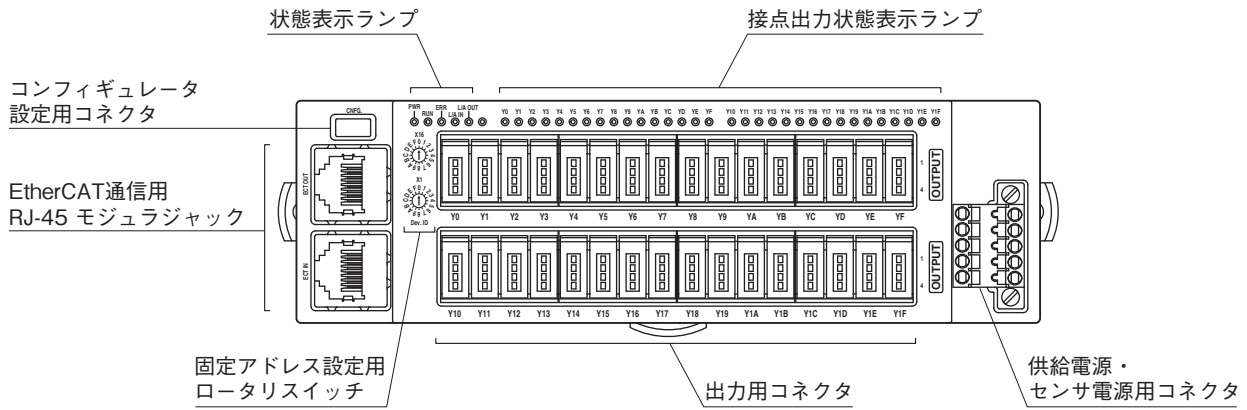 状態表示ランプ
接点出力状態表示ランプ
コンフィギュレータ
設定用コネクタ
CNFG.
PWR
RUN
ERR
L/A IN
L/A OUT
Y0 Y1 Y2 Y3 Y4 Y5 Y6 Y7 Y8 Y9 YA YB YC YD YE YF Y10 Y11 Y12 Y13 Y14 Y15 Y16 Y17 Y18 Y19 Y1A Y1B Y1C Y1D Y1E Y1F
X16
X1
Dev. ID
EtherCAT通信用
RJ-45 モジュラジャック
ECT OUT
ECT IN
1
4
OUTPUT
Y0 Y1 Y2 Y3 Y4 Y5 Y6 Y7 Y8 Y9 YA YB YC YD YE YF
1
4
OUTPUT
Y10 Y11 Y12 Y13 Y14 Y15 Y16 Y17 Y18 Y19 Y1A Y1B Y1C Y1D Y1E Y1F
固定アドレス設定用
ロータリスイッチ
出力用コネクタ
供給電源・
センサ電源用コネクタ